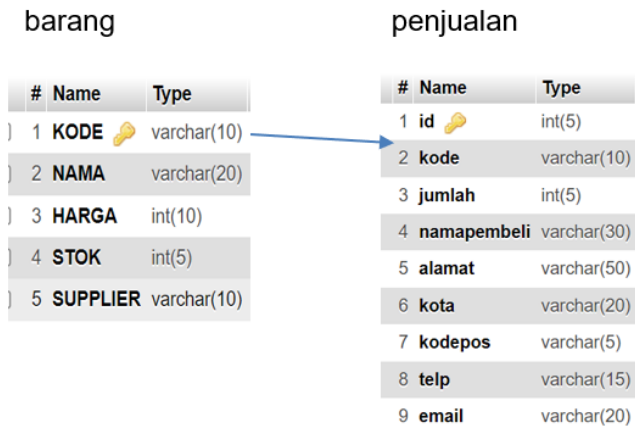 barang
# Name Type
1 KODE varchar(10)
2 NAMA varchar(20)
3 HARGA int(10)
4 STOK int(5)
5 SUPPLIER varchar(10)
penjualan
# Name Type
1 id int(5)
2 kode varchar(10)
3 jumlah int(5)
4 namapembeli varchar(30)
5 alamat varchar(50)
6 kota varchar(20)
7 kodepos varchar(5)
8 telp varchar(15)
9 email varchar(20)